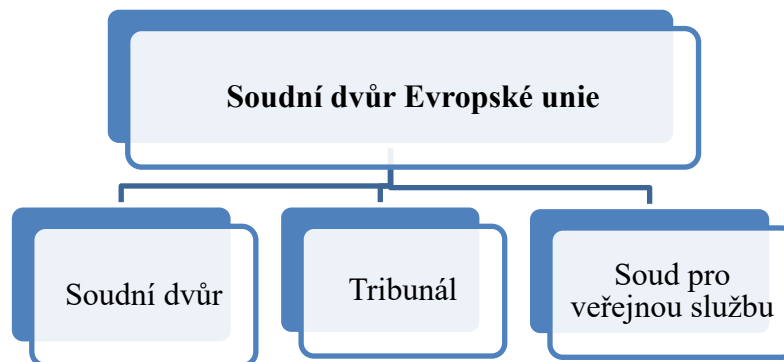 Soudní dvůr Evropské unie
Soudní dvůr
Tribunál
Soud pro
veřejnou službu